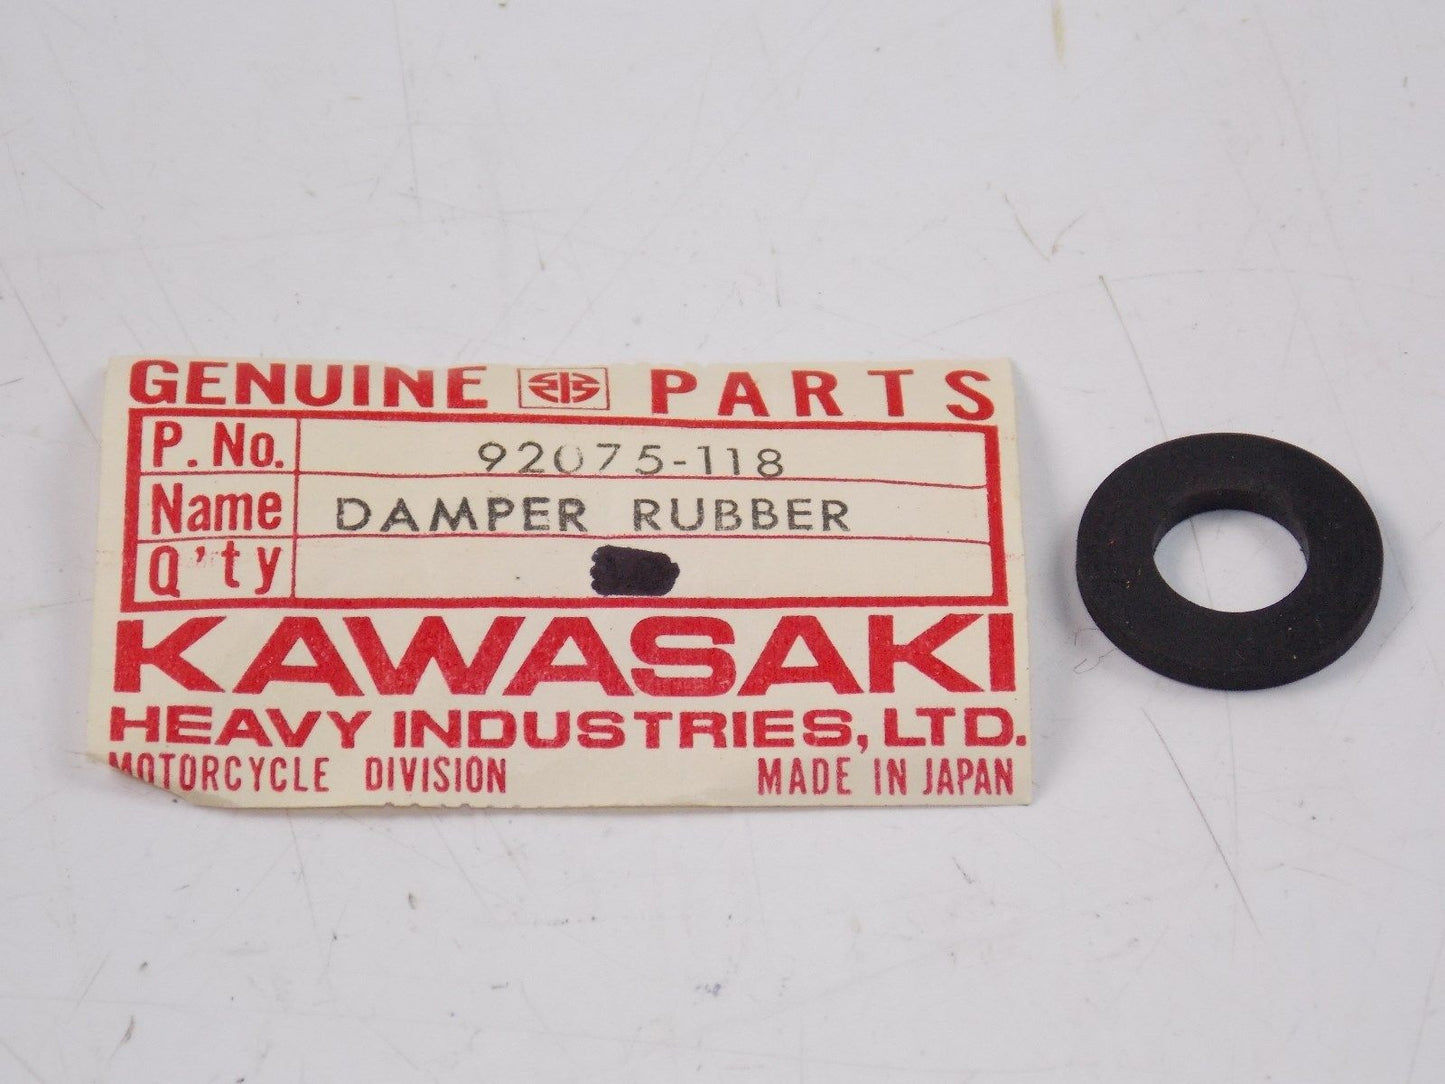 GENUINE PARTS
P. No. 92075-118
Name DAMPER RUBBER
Q'ty
KAWASAKI
HEAVY INDUSTRIES, LTD.
MOTORCYCLE DIVISION MADE IN JAPAN